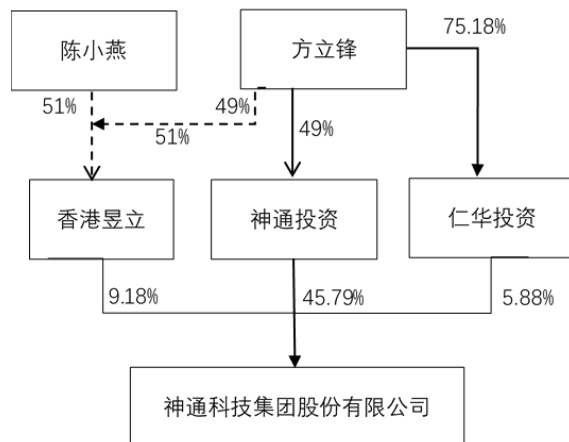 75.18%
陈小燕
方立锋
51%
49%
51%
49%
香港昱立
神通投资
仁华投资
9.18%
45.79%
5.88%
神通科技集团股份有限公司